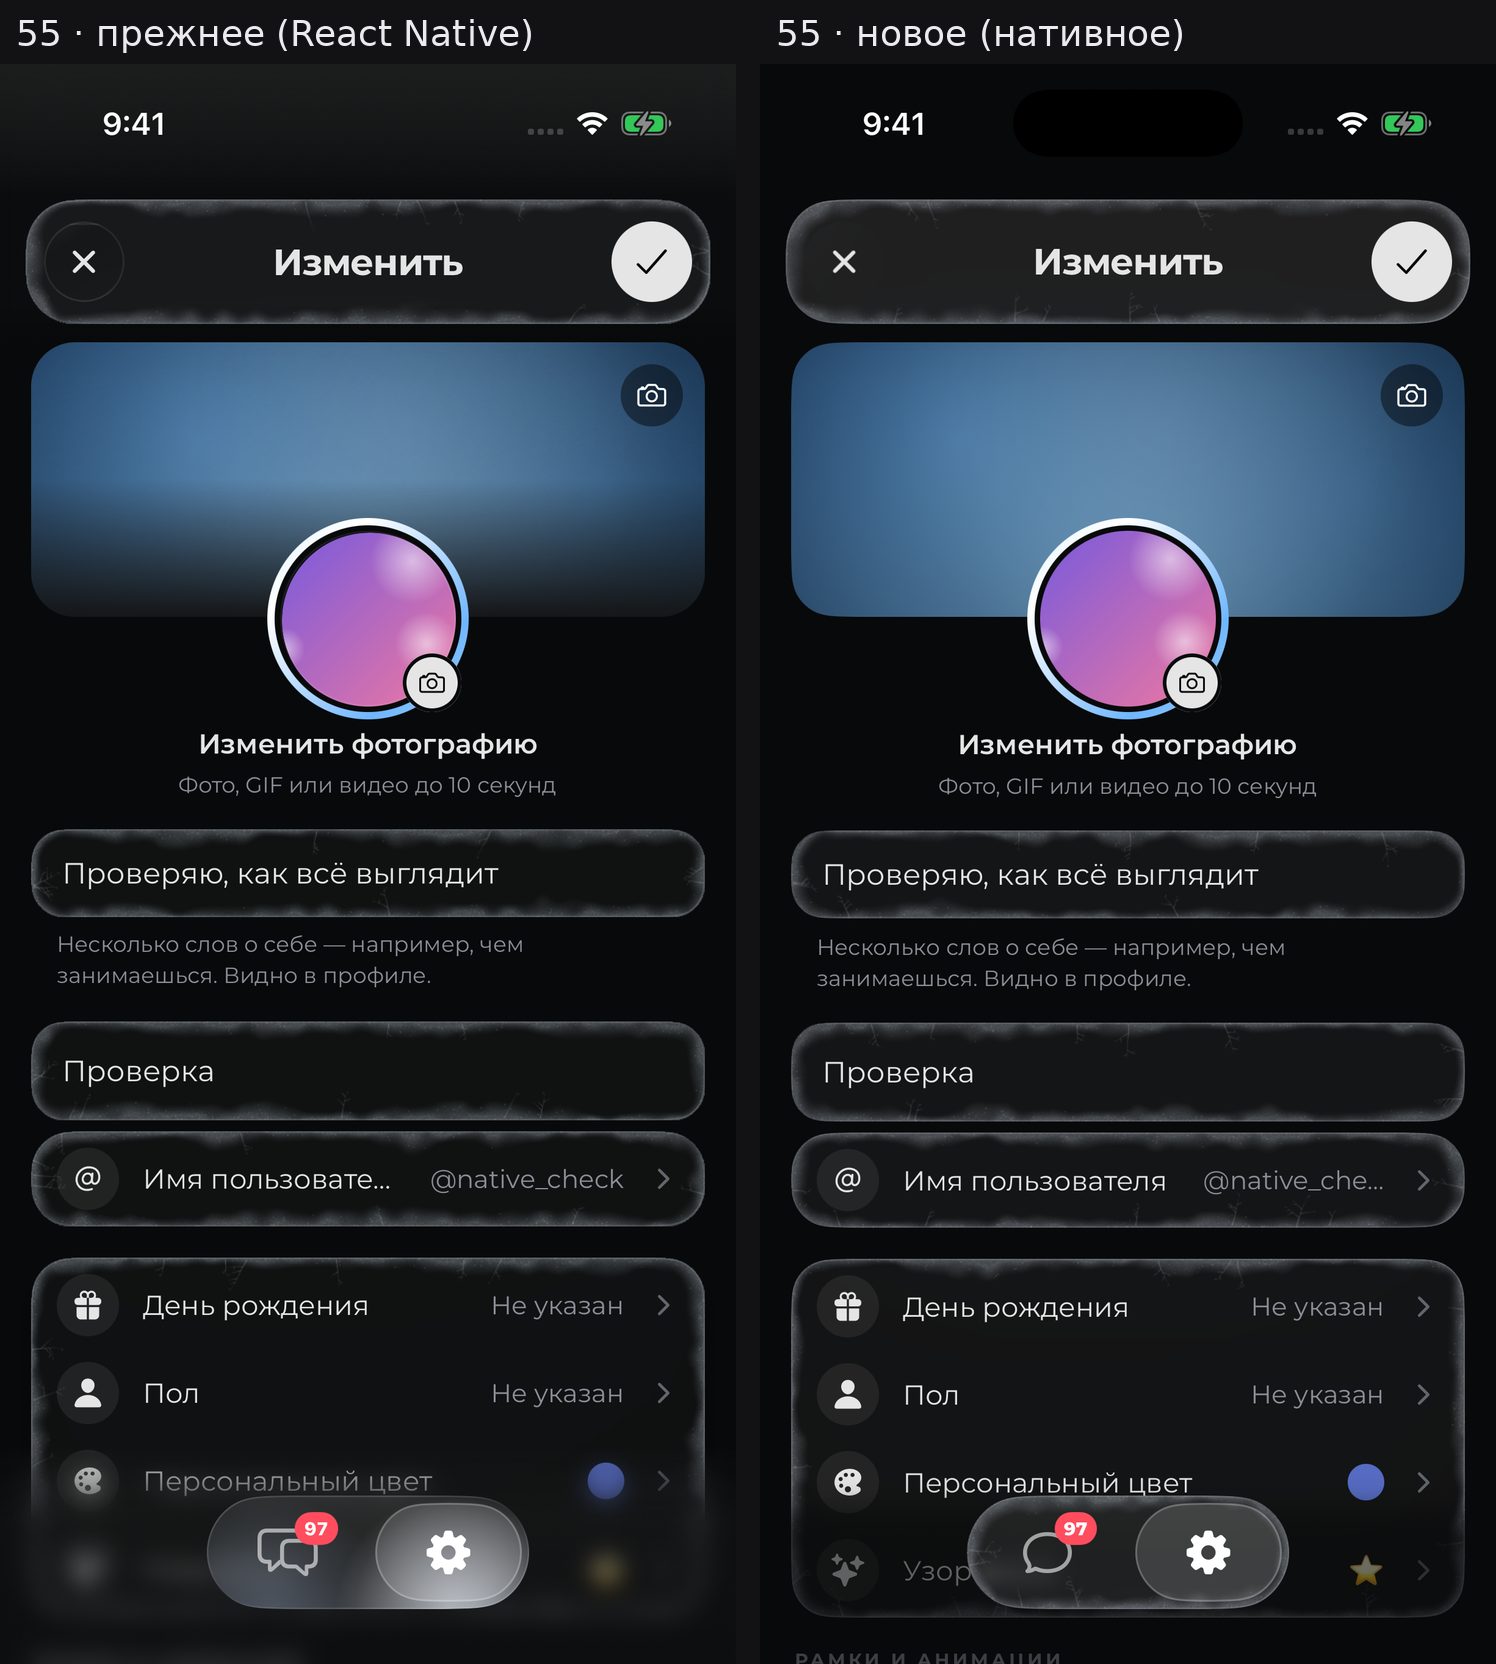 55 · прежнее (React Native)
9:41
Изменить
Изменить фотографию
Фото, GIF или видео до 10 секунд
Проверяю, как всё выглядит
Несколько слов о себе — например, чем
занимаешься. Видно в профиле.
Проверка
@ Имя пользовате... @native_check
День рождения Не указан
Пол Не указан
Персональный цвет
97
55 · новое (нативное)
9:41
Изменить
Изменить фотографию
Фото, GIF или видео до 10 секунд
Проверяю, как всё выглядит
Несколько слов о себе — например, чем
занимаешься. Видно в профиле.
Проверка
@ Имя пользователя @native_che...
День рождения Не указан
Пол Не указан
Персональный цвет
97
Узор
РАМКИ И АНИМАЦИИ